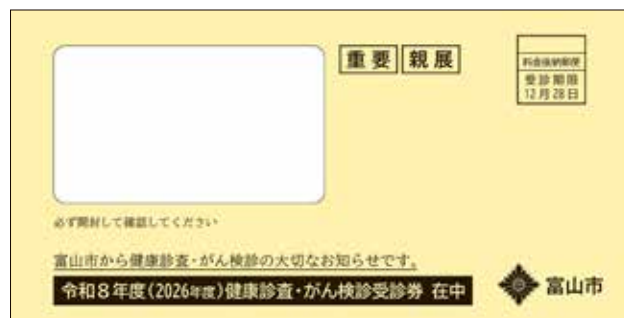 重要 親展
料金後納郵便
受診期限
12月28日
必ず開封して確認してください
富山市から健康診査・がん検診の大切なお知らせです。
令和8年度(2026年度)健康診査・がん検診受診券 在中
富山市